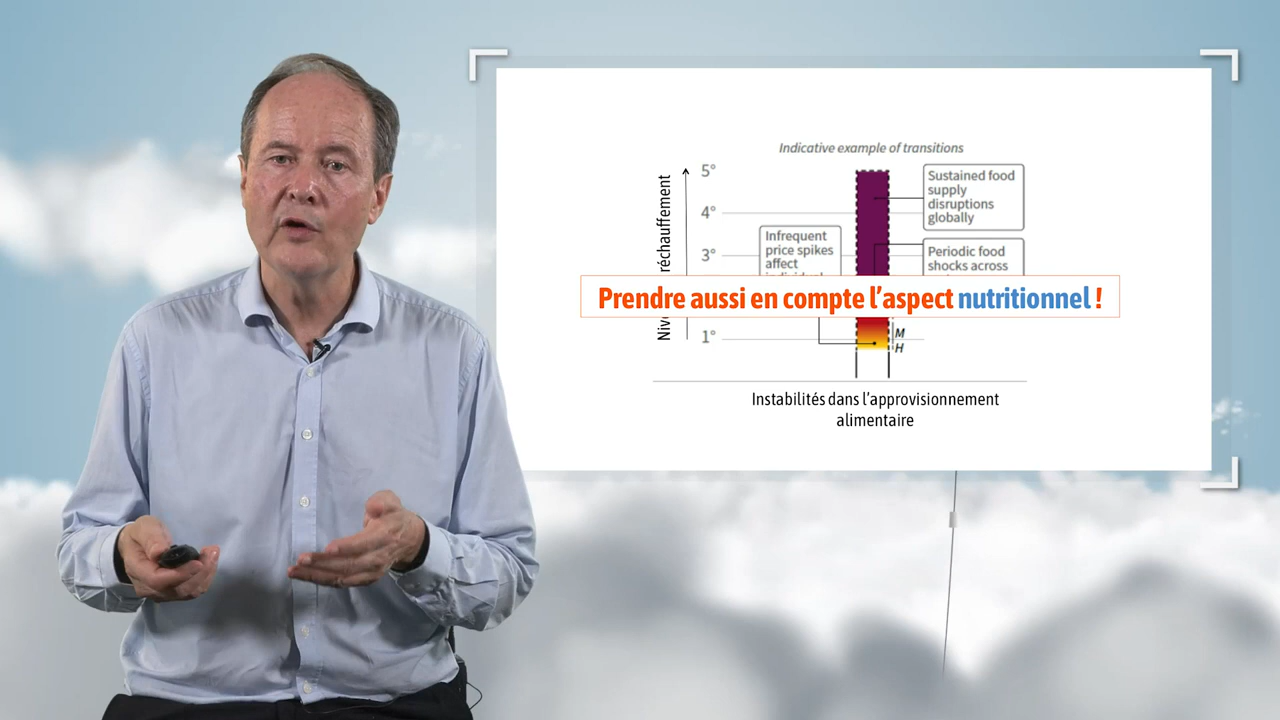 Indicative example of transitions
5°
4°
3°
1°
réchauffement
Sustained food
supply
disruptions
globally
Infrequent
price spikes
affect
Periodic food
shocks across
Prendre aussi en compte l'aspect nutritionnel !
M
H
Instabilités dans l'approvisionnement
alimentaire